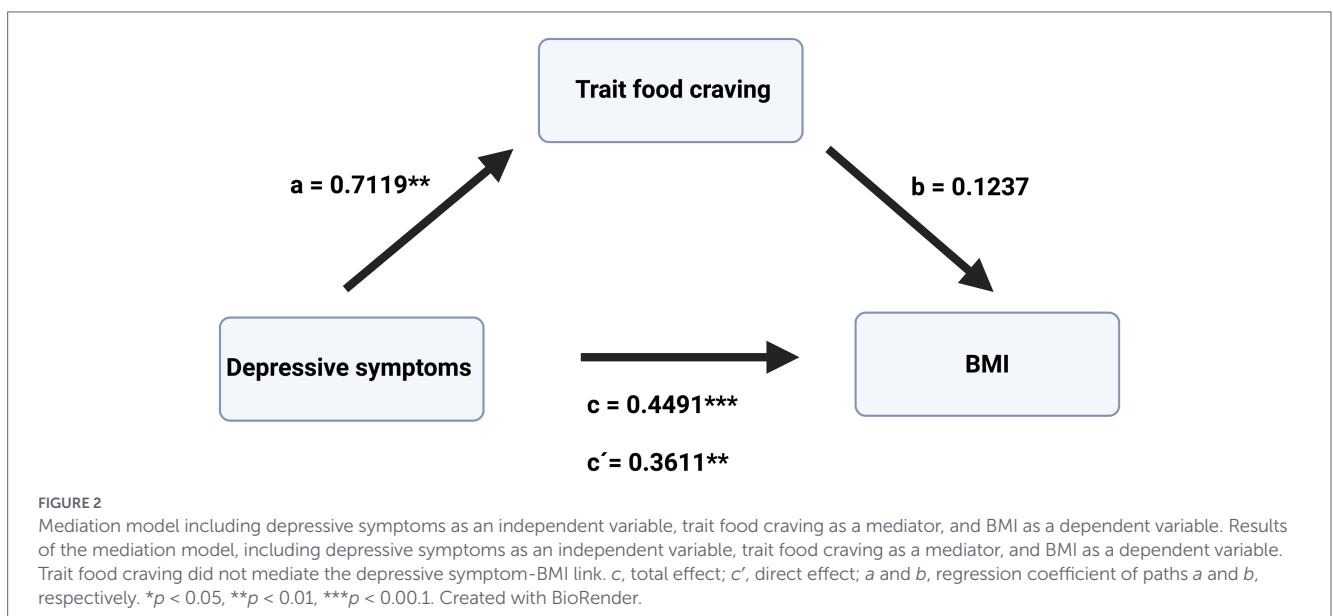 Trait food craving
a = 0.7119**
b = 0.1237
Depressive symptoms
BMI
c = 0.4491***
c´= 0.3611**
FIGURE 2
Mediation model including depressive symptoms as an independent variable, trait food craving as a mediator, and BMI as a dependent variable. Results
of the mediation model, including depressive symptoms as an independent variable, trait food craving as a mediator, and BMI as a dependent variable.
Trait food craving did not mediate the depressive symptom-BMI link. c, total effect; c′, direct effect; a and b, regression coefficient of paths a and b,
respectively. *p < 0.05, **p < 0.01, ***p < 0.00.1. Created with BioRender.